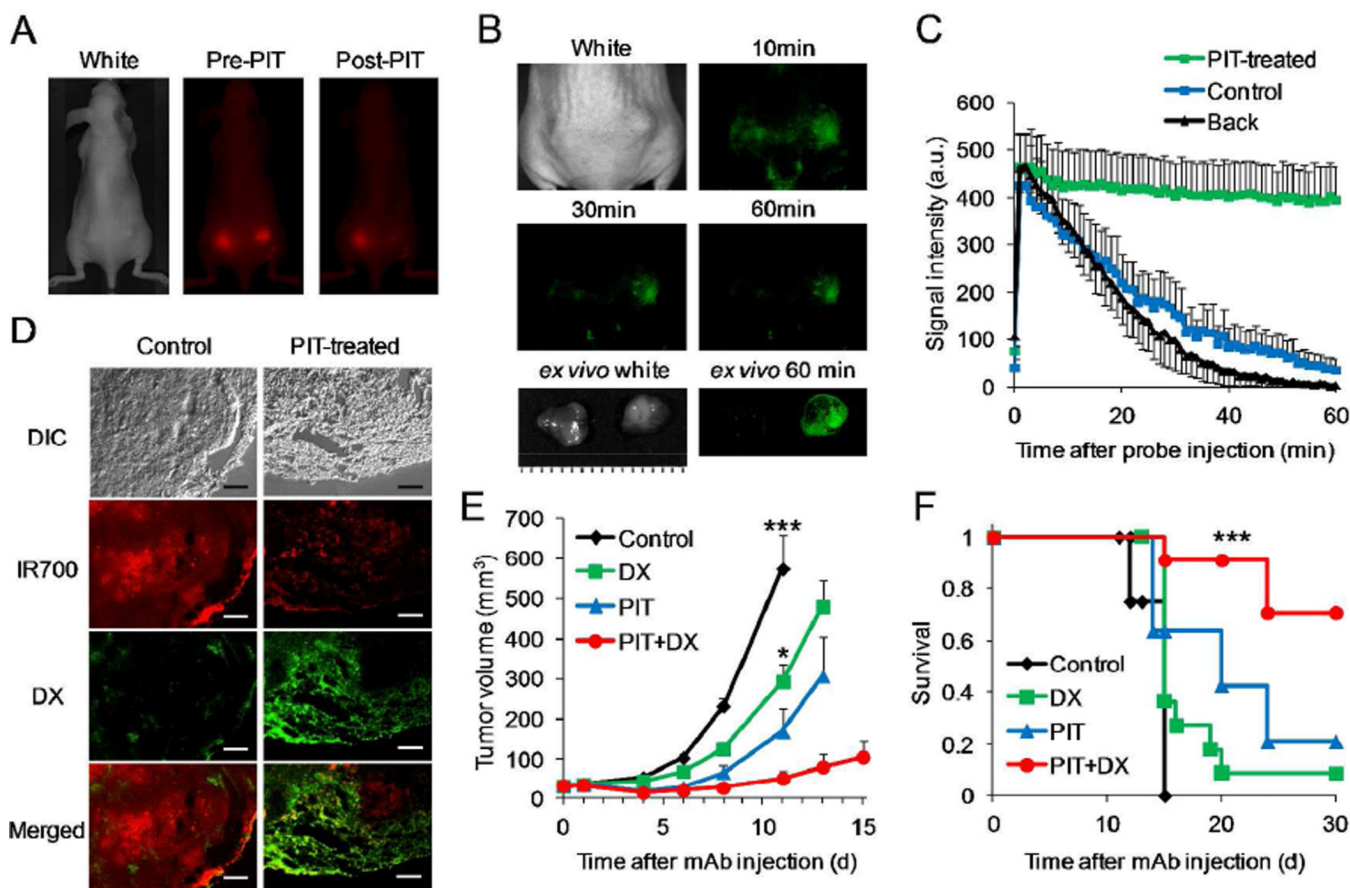 A
White
Pre-PIT
Post-PIT
B
White
10min
30min
60min
ex vivo white
ex vivo 60 min
C
PIT-treated
Control
Back
Signal intensity (a.u.)
600
500
400
300
200
100
0
0
20
40
60
Time after probe injection (min)
D
Control
PIT-treated
DIC
IR700
DX
Merged
E
Tumor volume (mm³)
700
600
500
400
300
200
100
0
***
*
Control
DX
PIT
PIT+DX
0
5
10
15
Time after mAb injection (d)
F
Survival
1
0.8
0.6
0.4
0.2
0
***
Control
DX
PIT
PIT+DX
0
10
20
30
Time after mAb injection (d)